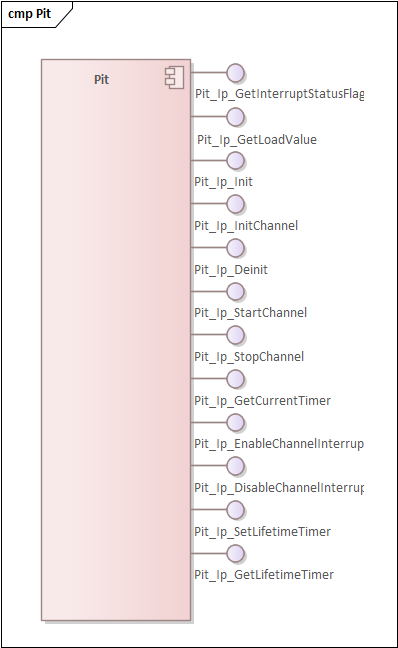 cmp Pit
Pit
Pit_Ip_GetInterruptStatusFlag
Pit_Ip_GetLoadValue
Pit_Ip_Init
Pit_Ip_InitChannel
Pit_Ip_Deinit
Pit_Ip_StartChannel
Pit_Ip_StopChannel
Pit_Ip_GetCurrentTimer
Pit_Ip_EnableChannelInterrup
Pit_Ip_DisableChannelInterrup
Pit_Ip_SetLifetimeTimer
Pit_Ip_GetLifetimeTimer